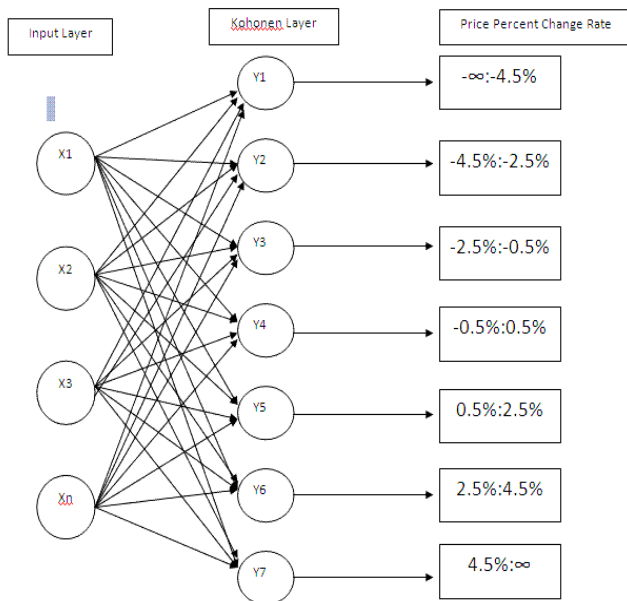 Input Layer
Kohonen Layer
Price Percent Change Rate
X1
X2
X3
Xn
Y1
Y2
Y3
Y4
Y5
Y6
Y7
-∞:-4.5%
-4.5%:-2.5%
-2.5%:-0.5%
-0.5%:0.5%
0.5%:2.5%
2.5%:4.5%
4.5%:∞